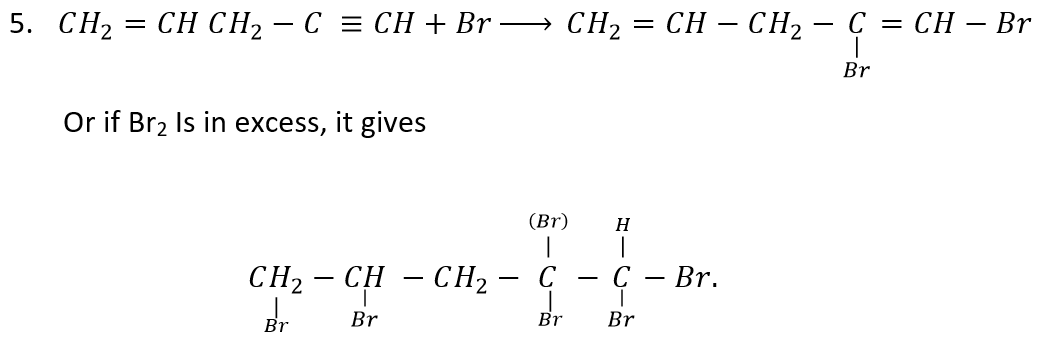 5. CH₂ = CH CH₂ − C ≡ CH + Br ⟶ CH₂ = CH − CH₂ − C = CH − Br
|
Br
Or if Br₂ Is in excess, it gives
(Br) H
| |
CH₂ − CH − CH₂ − C − C − Br.
| | | |
Br Br Br Br